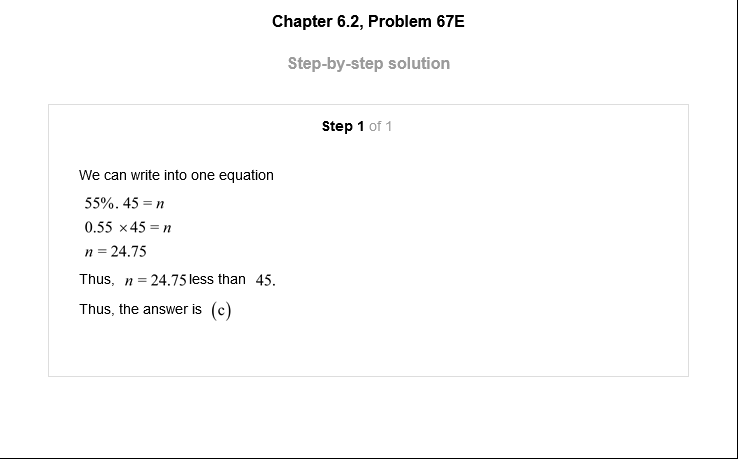 Chapter 6.2, Problem 67E
Step-by-step solution
Step 1 of 1
We can write into one equation
55%. 45 = n
0.55 ×45 = n
n = 24.75
Thus, n = 24.75 less than 45.
Thus, the answer is (c)